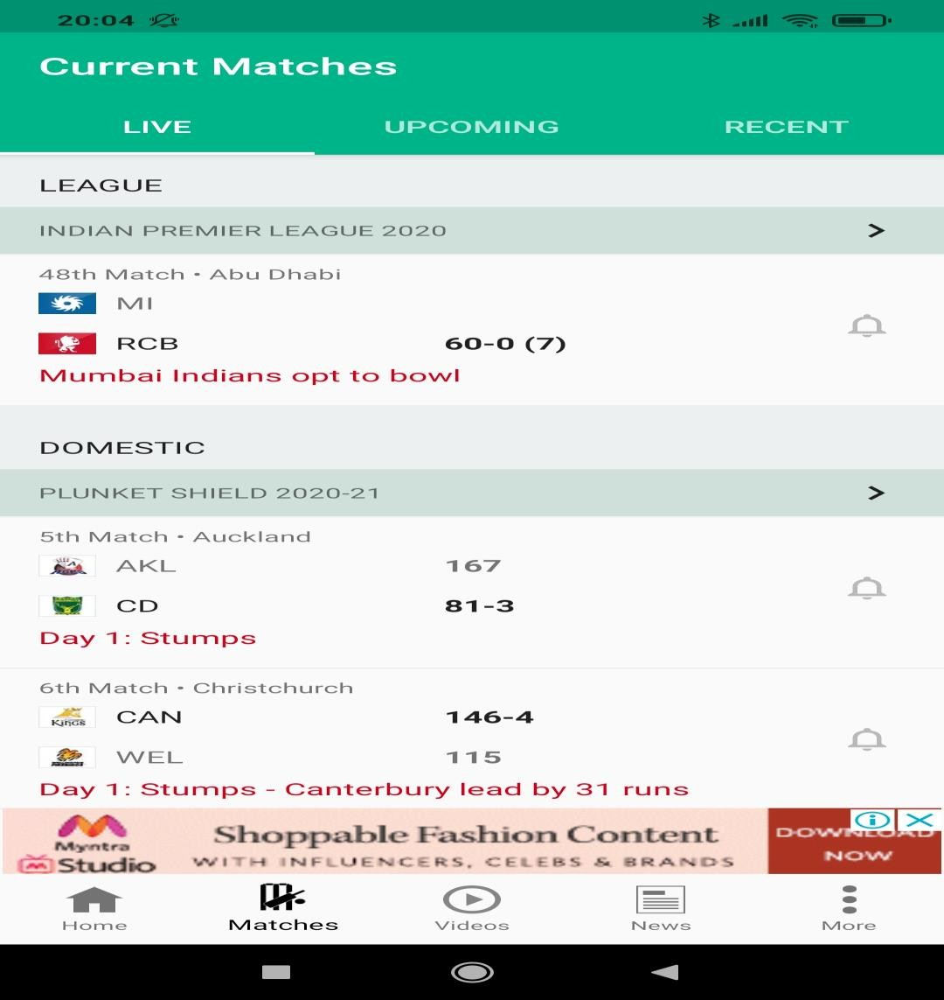 20:04
Current Matches
LIVE UPCOMING RECENT
LEAGUE
INDIAN PREMIER LEAGUE 2020
48th Match • Abu Dhabi
MI
RCB 60-0 (7)
Mumbai Indians opt to bowl
DOMESTIC
PLUNKET SHIELD 2020-21
5th Match • Auckland
AKL 167
CD 81-3
Day 1: Stumps
6th Match • Christchurch
CAN 146-4
Kings
WEL 115
Day 1: Stumps - Canterbury lead by 31 runs
Myntra
Studio
Shoppable Fashion Content
WITH INFLUENCERS, CELEBS & BRANDS
DOWNLOAD
NOW
Home Matches Videos News More